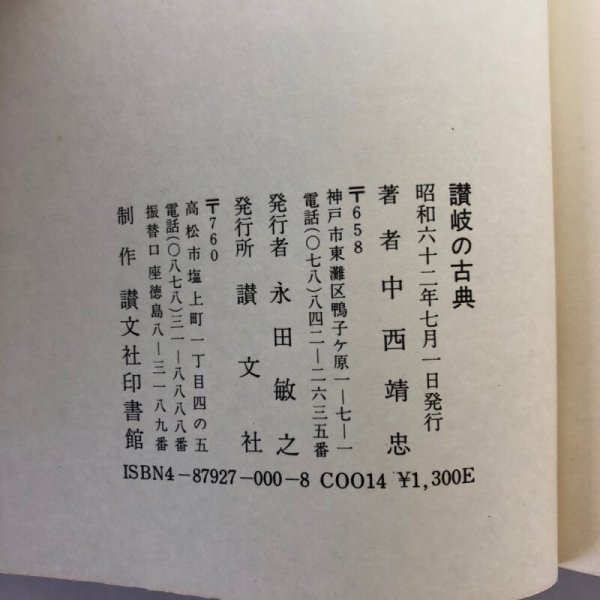 讃岐の古典
昭和六十二年七月一日発行
著者 中西靖忠
〒658
神戸市東灘区鴨子ケ原一―七―一
電話(〇七八)八四二―二六三五番
発行者 永田敏之
発行所 讃文社
〒760
高松市塩上町一丁目四の五
電話(〇八七八)三一―八八八八番
振替口座徳島八―三一八九番
制作 讃文社印書館
ISBN4-87927-000-8 COO14 ¥1,300E